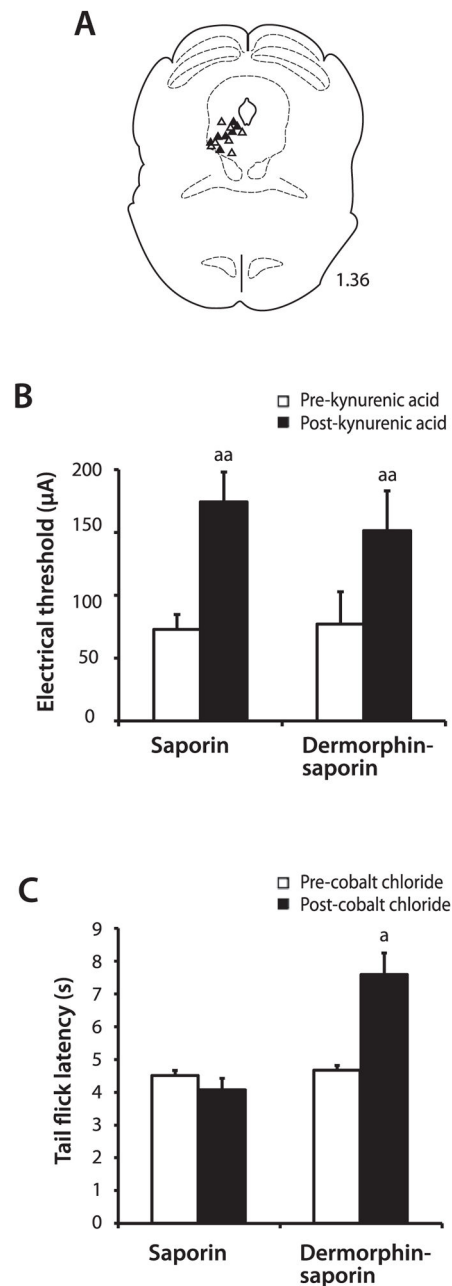 A
1.36
B
Pre-kynurenic acid
Post-kynurenic acid
Electrical threshold (µA)
200
150
100
50
0
aa
aa
Saporin
Dermorphin-
saporin
C
Pre-cobalt chloride
Post-cobalt chloride
Tail flick latency (s)
9
8
7
6
5
4
3
2
1
0
a
Saporin
Dermorphin-
saporin